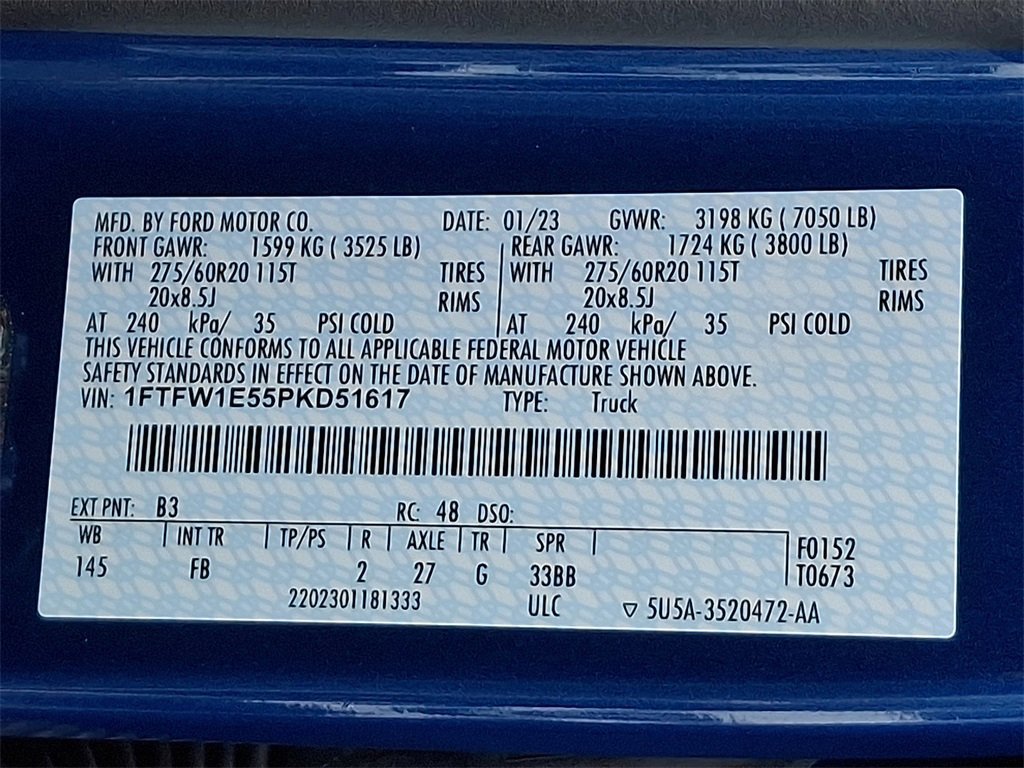 MFD. BY FORD MOTOR CO. DATE: 01/23 GVWR: 3198 KG ( 7050 LB)
FRONT GAWR: 1599 KG ( 3525 LB) REAR GAWR: 1724 KG ( 3800 LB)
WITH 275/60R20 115T TIRES WITH 275/60R20 115T TIRES
20x8.5J RIMS 20x8.5J RIMS
AT 240 kPa/ 35 PSI COLD AT 240 kPa/ 35 PSI COLD
THIS VEHICLE CONFORMS TO ALL APPLICABLE FEDERAL MOTOR VEHICLE
SAFETY STANDARDS IN EFFECT ON THE DATE OF MANUFACTURE SHOWN ABOVE.
VIN: 1FTFW1E55PKD51617 TYPE: Truck
EXT PNT: B3 RC: 48 DSO:
WB INT TR TP/PS R AXLE TR SPR F0152
145 FB 2 27 G 33BB T0673
2202301181333 ULC ▽ 5U5A-3520472-AA